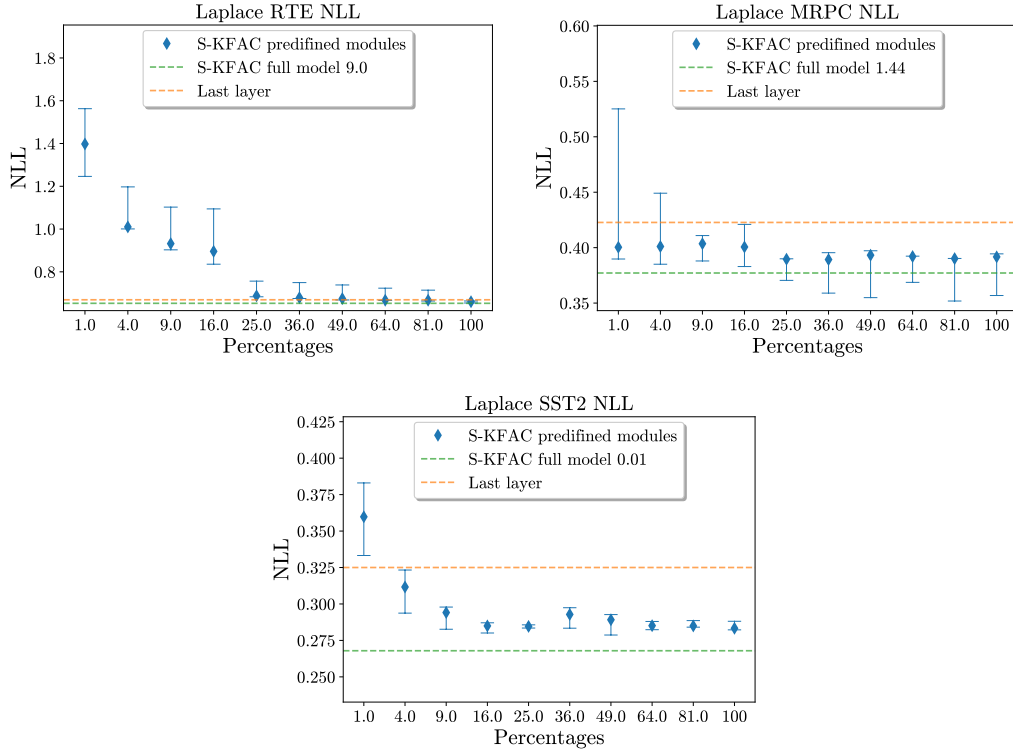 Laplace RTE NLL
S-KFAC predifined modules
S-KFAC full model 9.0
Last layer
NLL
1.8
1.6
1.4
1.2
1.0
0.8
1.0 4.0 9.0 16.0 25.0 36.0 49.0 64.0 81.0 100
Percentages
Laplace MRPC NLL
S-KFAC predifined modules
S-KFAC full model 1.44
Last layer
NLL
0.60
0.55
0.50
0.45
0.40
0.35
1.0 4.0 9.0 16.0 25.0 36.0 49.0 64.0 81.0 100
Percentages
Laplace SST2 NLL
S-KFAC predifined modules
S-KFAC full model 0.01
Last layer
NLL
0.425
0.400
0.375
0.350
0.325
0.300
0.275
0.250
1.0 4.0 9.0 16.0 25.0 36.0 49.0 64.0 81.0 100
Percentages